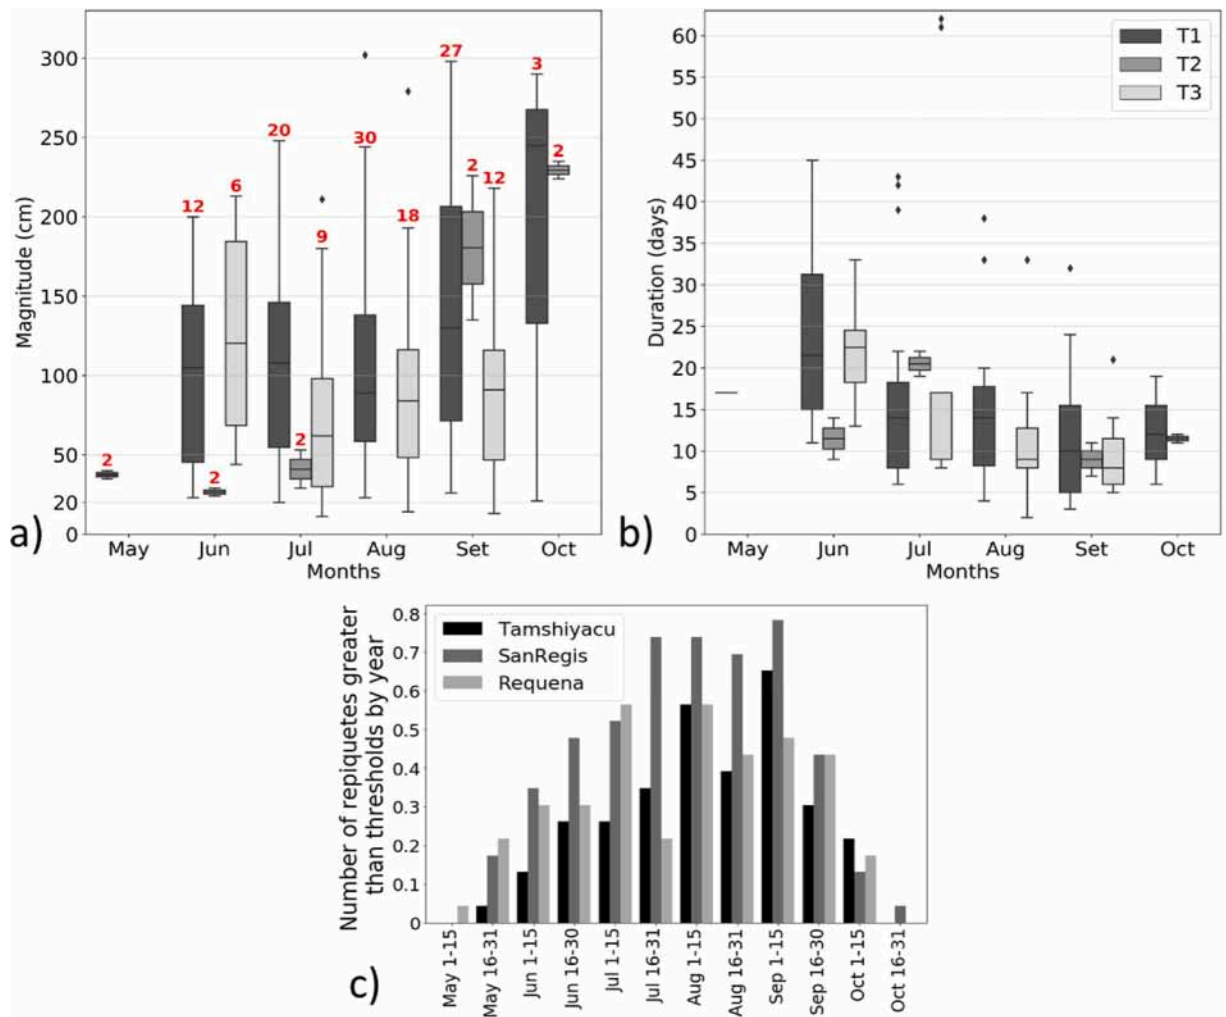 a)
Magnitude (cm)
300
250
200
150
100
50
20
0
2
12
2
6
20
2
9
30
18
27
2
12
3
2
May Jun Jul Aug Set Oct
Months
b)
Duration (days)
60
55
50
45
40
35
30
25
20
15
10
5
0
T1
T2
T3
May Jun Jul Aug Set Oct
Months
c)
Number of repiquetes greater
than thresholds by year
0.8
0.7
0.6
0.5
0.4
0.3
0.2
0.1
0
Tamshiyacu
SanRegis
Requena
May 1-15
May 16-31
Jun 1-15
Jun 16-30
Jul 1-15
Jul 16-31
Aug 1-15
Aug 16-31
Sep 1-15
Sep 16-30
Oct 1-15
Oct 16-31